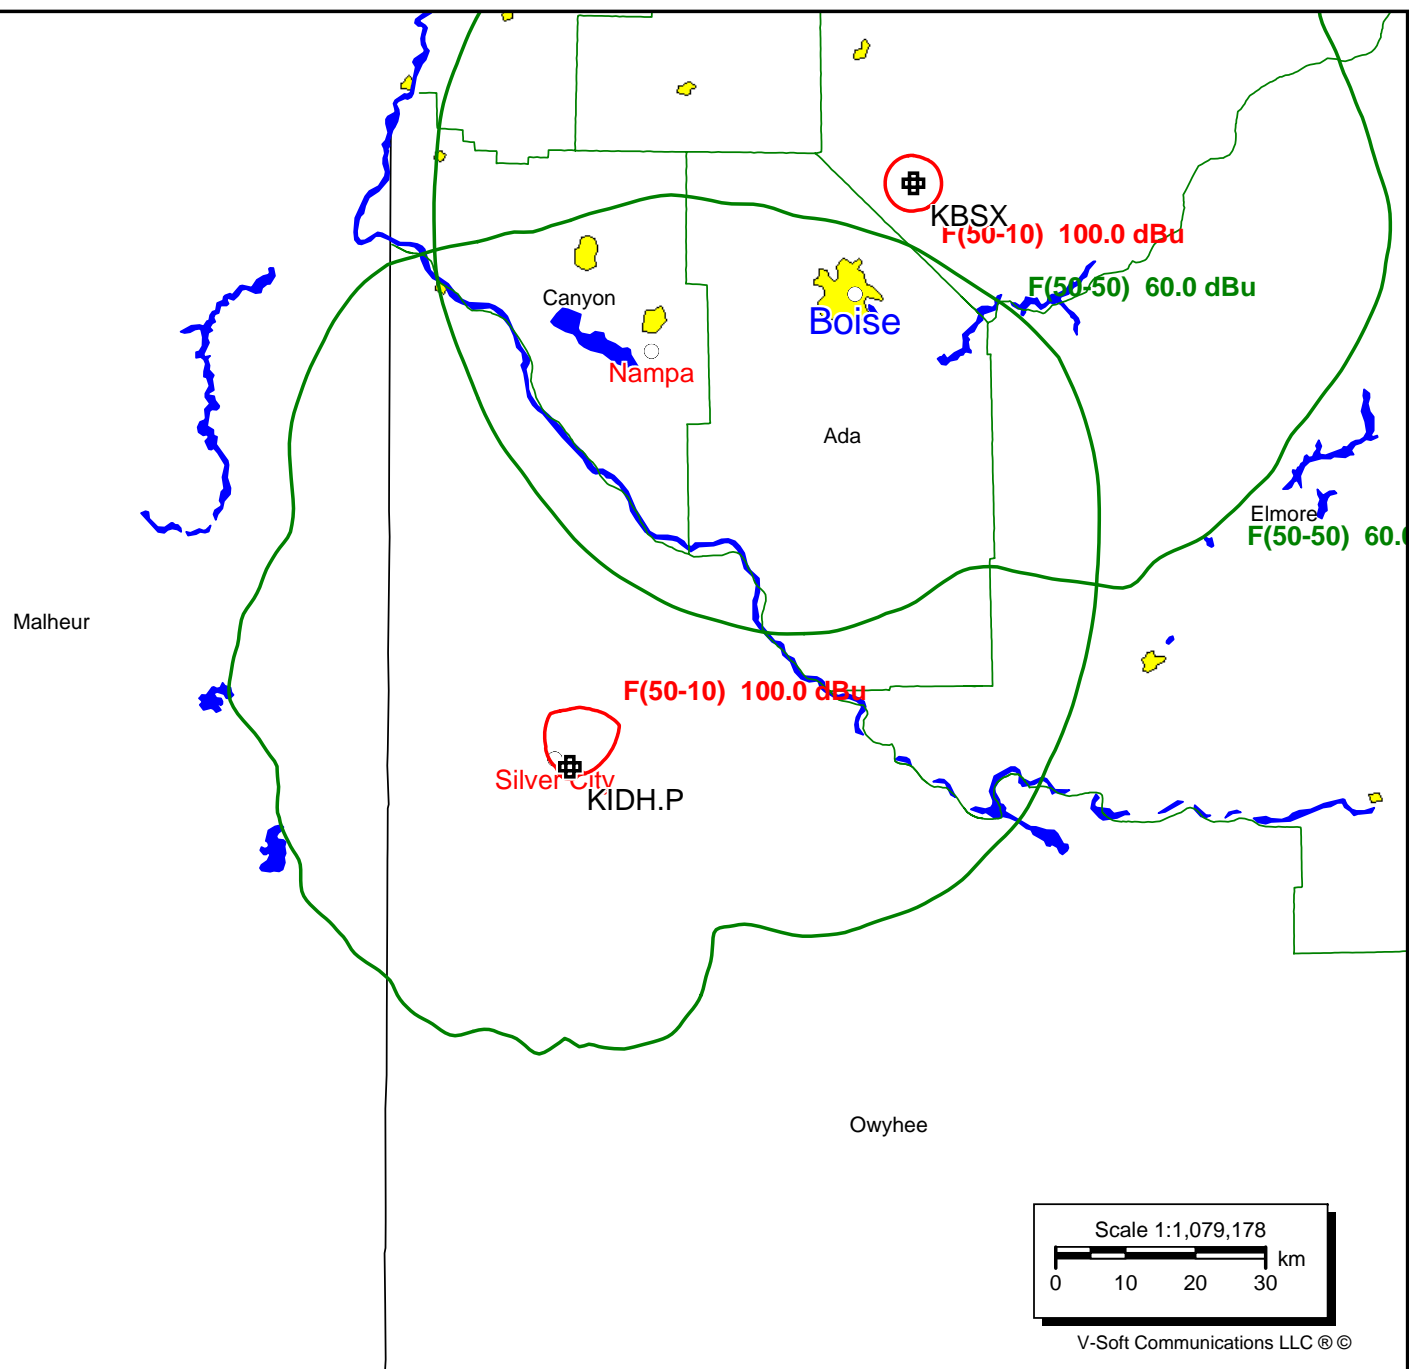 KBSX
F(50-10) 100.0 dBu
F(50-50) 60.0 dBu
Canyon
Boise
Nampa
Ada
Elmore
F(50-50) 60.0
Malheur
F(50-10) 100.0 dBu
Silver City
KIDH.P
Owyhee
Scale 1:1,079,178
km
0 10 20 30
V-Soft Communications LLC ® ©